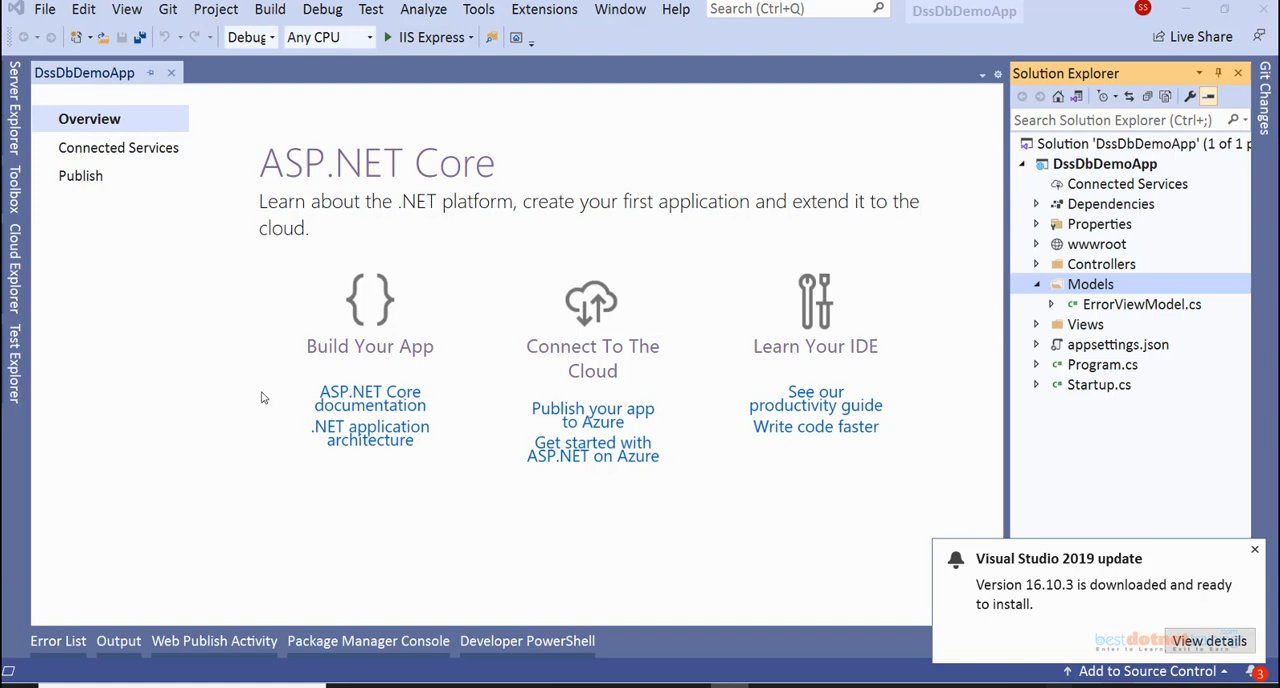 File Edit View Git Project Build Debug Test Analyze Tools Extensions Window Help Search (Ctrl+Q) DssDbDemoApp SS
Debug Any CPU IIS Express Live Share
DssDbDemoApp
Server Explorer
Toolbox
Cloud Explorer
Test Explorer
Overview
Connected Services
Publish
ASP.NET Core
Learn about the .NET platform, create your first application and extend it to the
cloud.
Build Your App
ASP.NET Core
documentation
.NET application
architecture
Connect To The
Cloud
Publish your app
to Azure
Get started with
ASP.NET on Azure
Learn Your IDE
See our
productivity guide
Write code faster
Solution Explorer
Search Solution Explorer (Ctrl+;)
Solution 'DssDbDemoApp' (1 of 1 p
DssDbDemoApp
Connected Services
Dependencies
Properties
wwwroot
Controllers
Models
ErrorViewModel.cs
Views
appsettings.json
Program.cs
Startup.cs
Git Changes
Visual Studio 2019 update
Version 16.10.3 is downloaded and ready
to install.
View details
Error List Output Web Publish Activity Package Manager Console Developer PowerShell
Add to Source Control 3